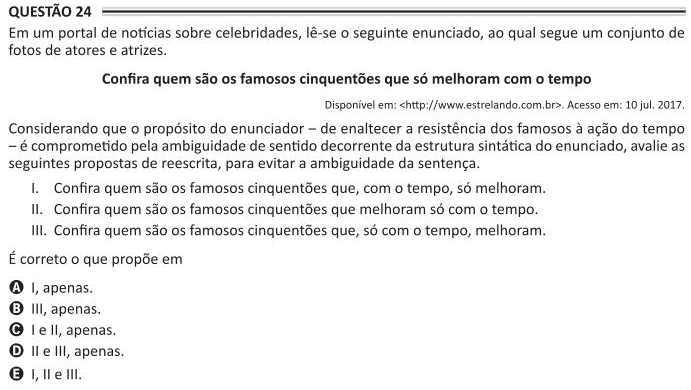 QUESTÃO 24
Em um portal de notícias sobre celebridades, lê-se o seguinte enunciado, ao qual segue um conjunto de
fotos de atores e atrizes.
Confira quem são os famosos cinquentões que só melhoram com o tempo
Disponível em: <http://www.estrelando.com.br>. Acesso em: 10 jul. 2017.
Considerando que o propósito do enunciador – de enaltecer a resistência dos famosos à ação do tempo
– é comprometido pela ambiguidade de sentido decorrente da estrutura sintática do enunciado, avalie as
seguintes propostas de reescrita, para evitar a ambiguidade da sentença.
I. Confira quem são os famosos cinquentões que, com o tempo, só melhoram.
II. Confira quem são os famosos cinquentões que melhoram só com o tempo.
III. Confira quem são os famosos cinquentões que, só com o tempo, melhoram.
É correto o que propõe em
A I, apenas.
B III, apenas.
C I e II, apenas.
D II e III, apenas.
E I, II e III.